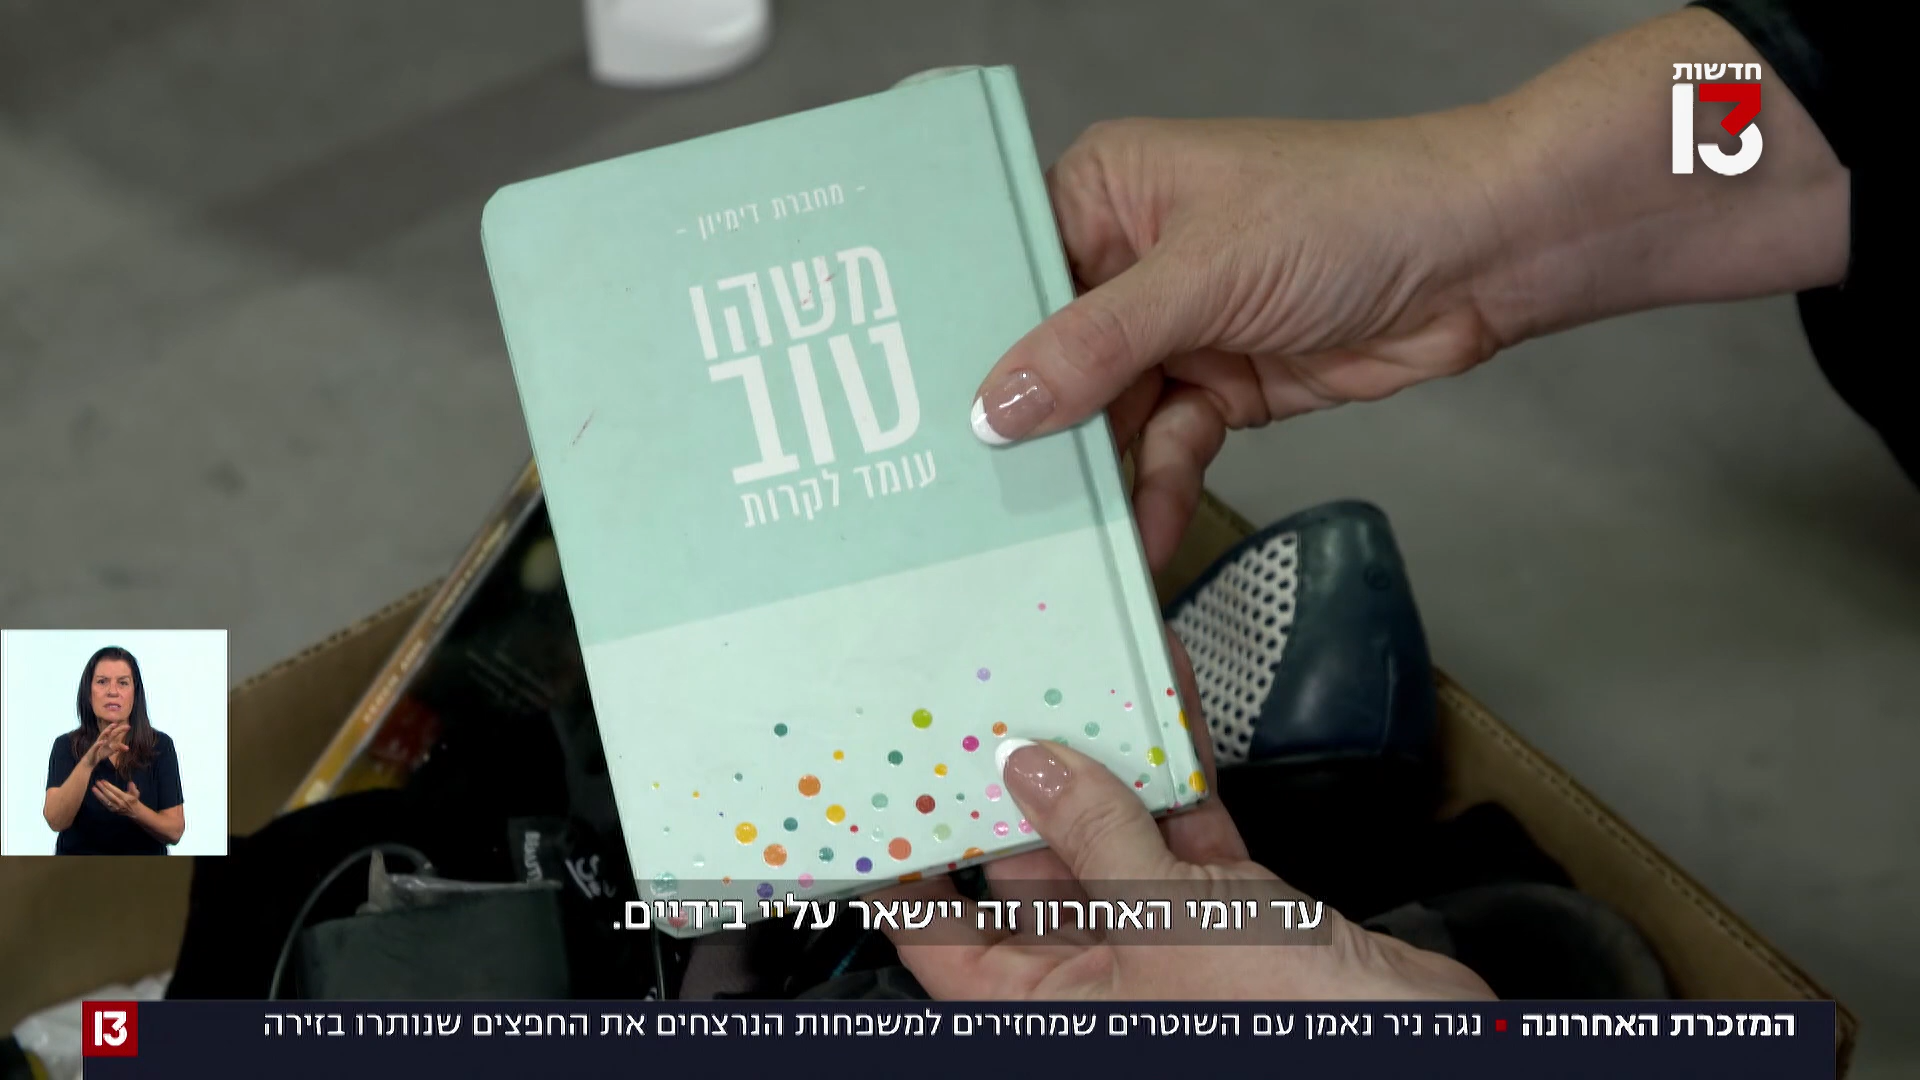 חדשות
13
- מחברת דימיון -
משהו
טוב
עומד לקרות
עד יומי האחרון זה יישאר עליי בידיים.
המזכרת האחרונה ▪ נגה ניר נאמן עם השוטרים שמחזירים למשפחות הנרצחים את החפצים שנותרו בזירה
13